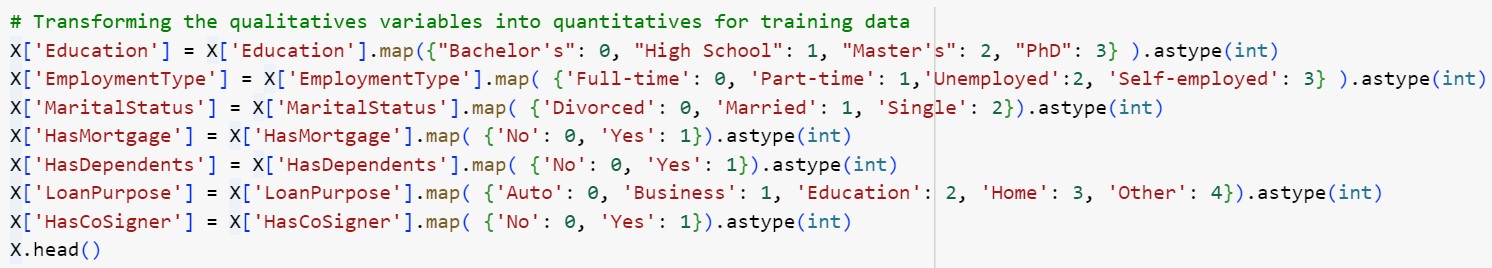 # Transforming the qualitatives variables into quantitatives for training data
X['Education'] = X['Education'].map({"Bachelor's": 0, "High School": 1, "Master's": 2, "PhD": 3} ).astype(int)
X['EmploymentType'] = X['EmploymentType'].map( {'Full-time': 0, 'Part-time': 1,'Unemployed':2, 'Self-employed': 3} ).astype(int)
X['MaritalStatus'] = X['MaritalStatus'].map( {'Divorced': 0, 'Married': 1, 'Single': 2}).astype(int)
X['HasMortgage'] = X['HasMortgage'].map( {'No': 0, 'Yes': 1}).astype(int)
X['HasDependents'] = X['HasDependents'].map( {'No': 0, 'Yes': 1}).astype(int)
X['LoanPurpose'] = X['LoanPurpose'].map( {'Auto': 0, 'Business': 1, 'Education': 2, 'Home': 3, 'Other': 4}).astype(int)
X['HasCoSigner'] = X['HasCoSigner'].map( {'No': 0, 'Yes': 1}).astype(int)
X.head()